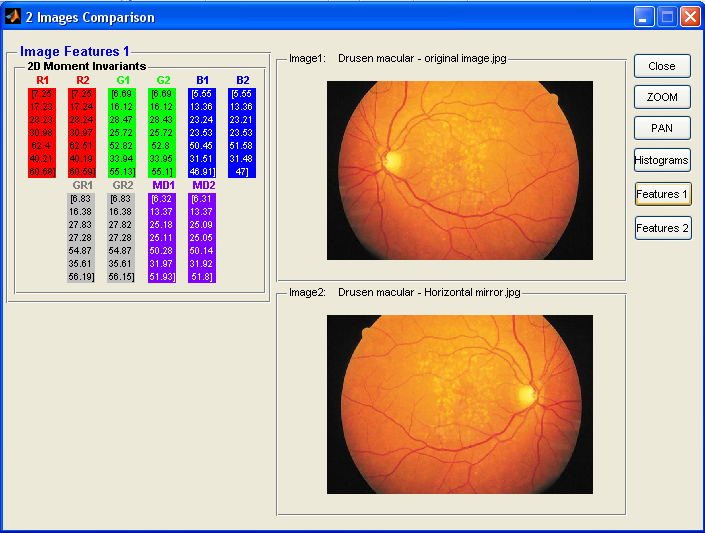 2 Images Comparison
Image Features 1
2D Moment Invariants
R1 R2 G1 G2 B1 B2
[7.25 [7.25 [6.69 [6.69 [5.55 [5.55
17.23 17.24 16.12 16.12 13.36 13.36
28.23 28.24 28.47 28.43 23.24 23.21
30.98 30.97 25.72 25.72 23.53 23.53
62.4 62.51 52.82 52.8 50.45 51.58
40.21 40.19 33.94 33.95 31.51 31.48
60.68] 60.59] 55.13] 55.1] 46.91] 47]
GR1 GR2 MD1 MD2
[6.83 [6.83 [6.32 [6.31
16.38 16.38 13.37 13.37
27.83 27.82 25.18 25.09
27.28 27.28 25.11 25.05
54.87 54.87 50.28 50.14
35.61 35.61 31.97 31.92
56.19] 56.15] 51.93] 51.8]
Image1: Drusen macular - original image.jpg
Image2: Drusen macular - Horizontal mirror.jpg
Close
ZOOM
PAN
Histograms
Features 1
Features 2